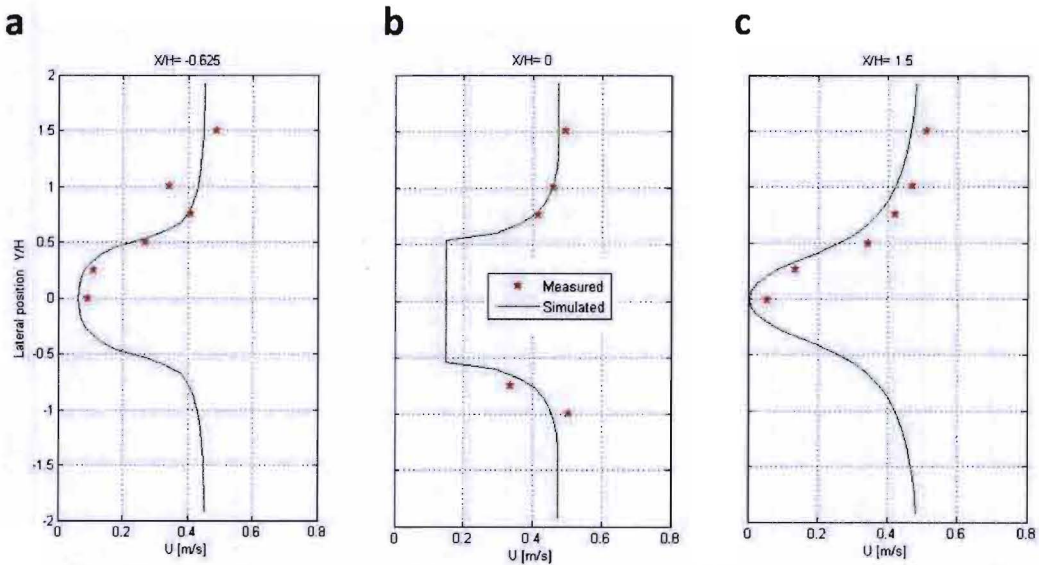 a
b
c
X/H= -0.625
X/H= 0
X/H= 1.5
Lateral position Y/H
2
1.5
1
0.5
0
-0.5
-1
-1.5
-2
Measured
Simulated
0 0.2 0.4 0.6 0.8
0 0.2 0.4 0.6 0.8
0 0.2 0.4 0.6 0.8
U [m/s]
U [m/s]
U [m/s]